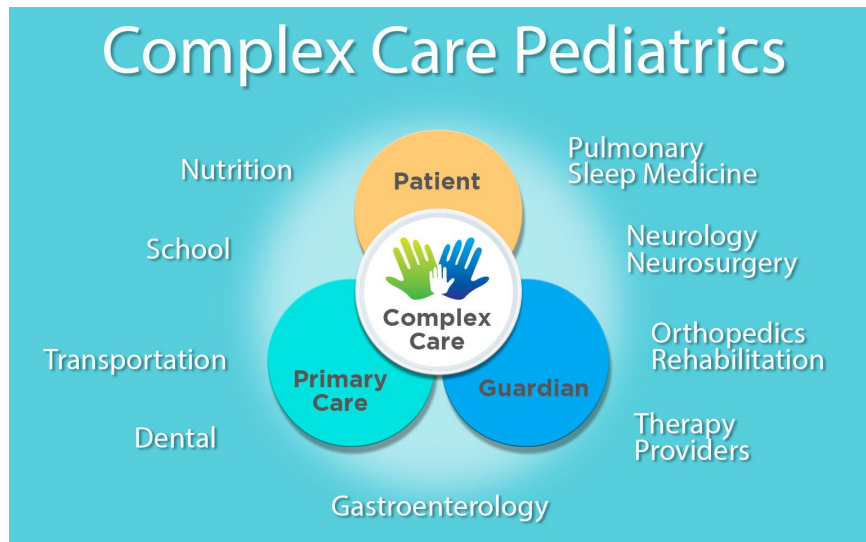 Complex Care Pediatrics
Nutrition
School
Transportation
Dental
Patient
Complex
Care
Primary
Care
Guardian
Pulmonary
Sleep Medicine
Neurology
Neurosurgery
Orthopedics
Rehabilitation
Therapy
Providers
Gastroenterology